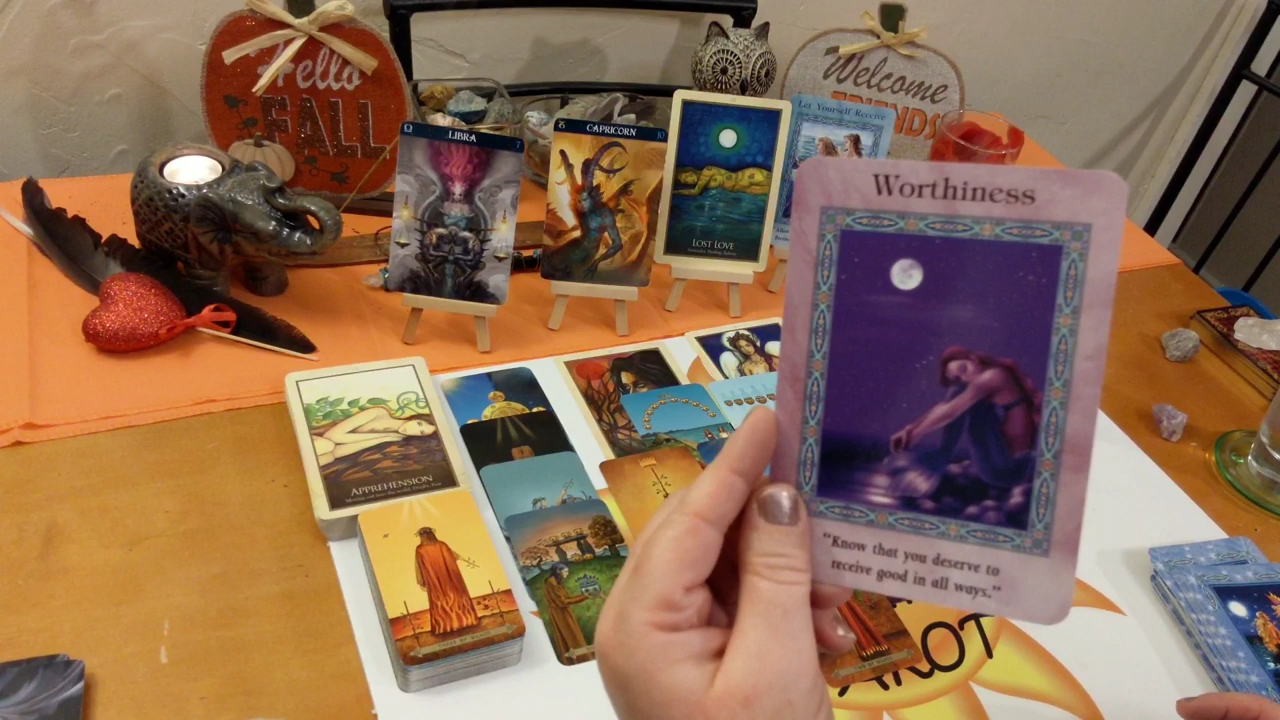 Hello
FALL
Welcome
FRIENDS
LIBRA
CAPRICORN
LOST LOVE
Let Yourself Receive
Worthiness
"Know that you deserve to
receive good in all ways."
APPREHENSION
AROT